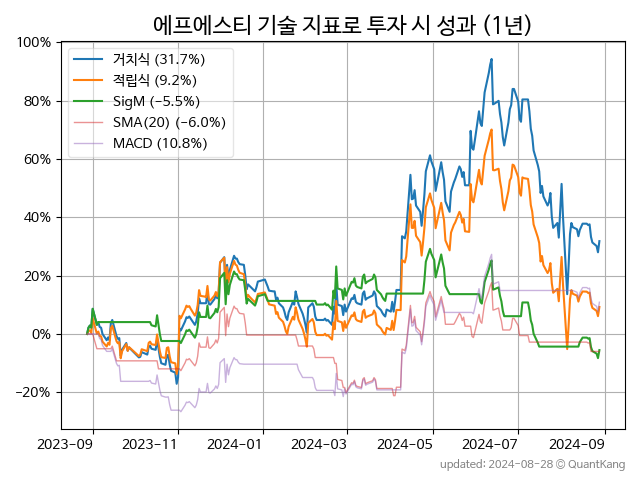 에프에스티 기술 지표로 투자 시 성과 (1년)
100%
80%
60%
40%
20%
0%
−20%
거치식 (31.7%)
적립식 (9.2%)
SigM (−5.5%)
SMA(20) (−6.0%)
MACD (10.8%)
2023-09
2023-11
2024-01
2024-03
2024-05
2024-07
2024-09
updated: 2024-08-28 © QuantKang